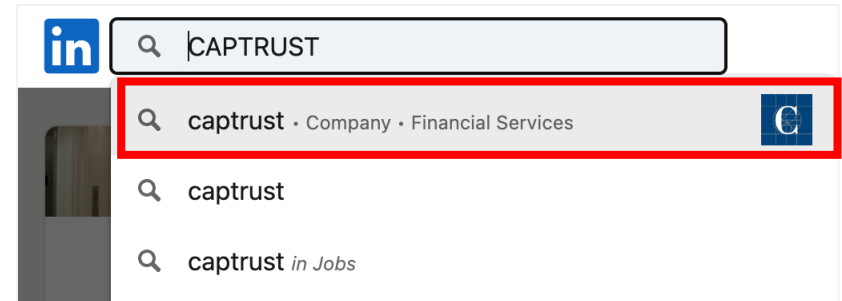 in CAPTRUST
captrust • Company • Financial Services C
captrust
captrust in Jobs